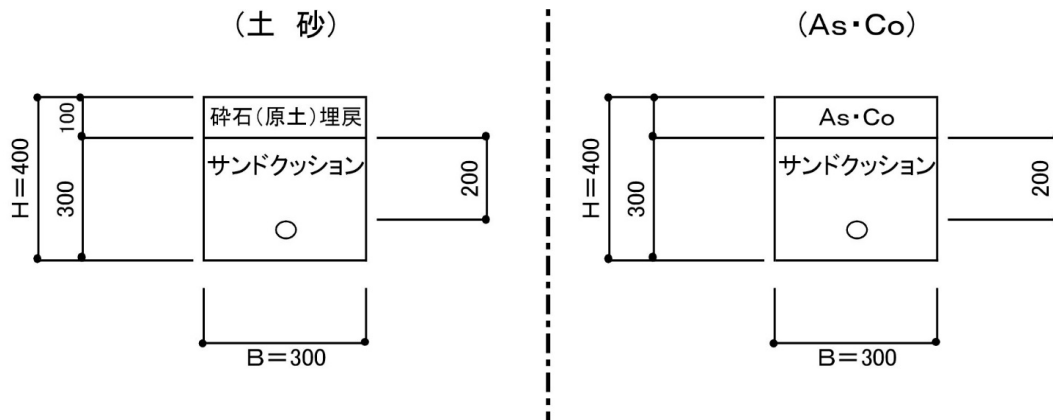 (土 砂)
100
砕石(原土)埋戻
H=400
300
サンドクッション
200
B=300
(As・Co)
As・Co
H=400
300
サンドクッション
200
B=300